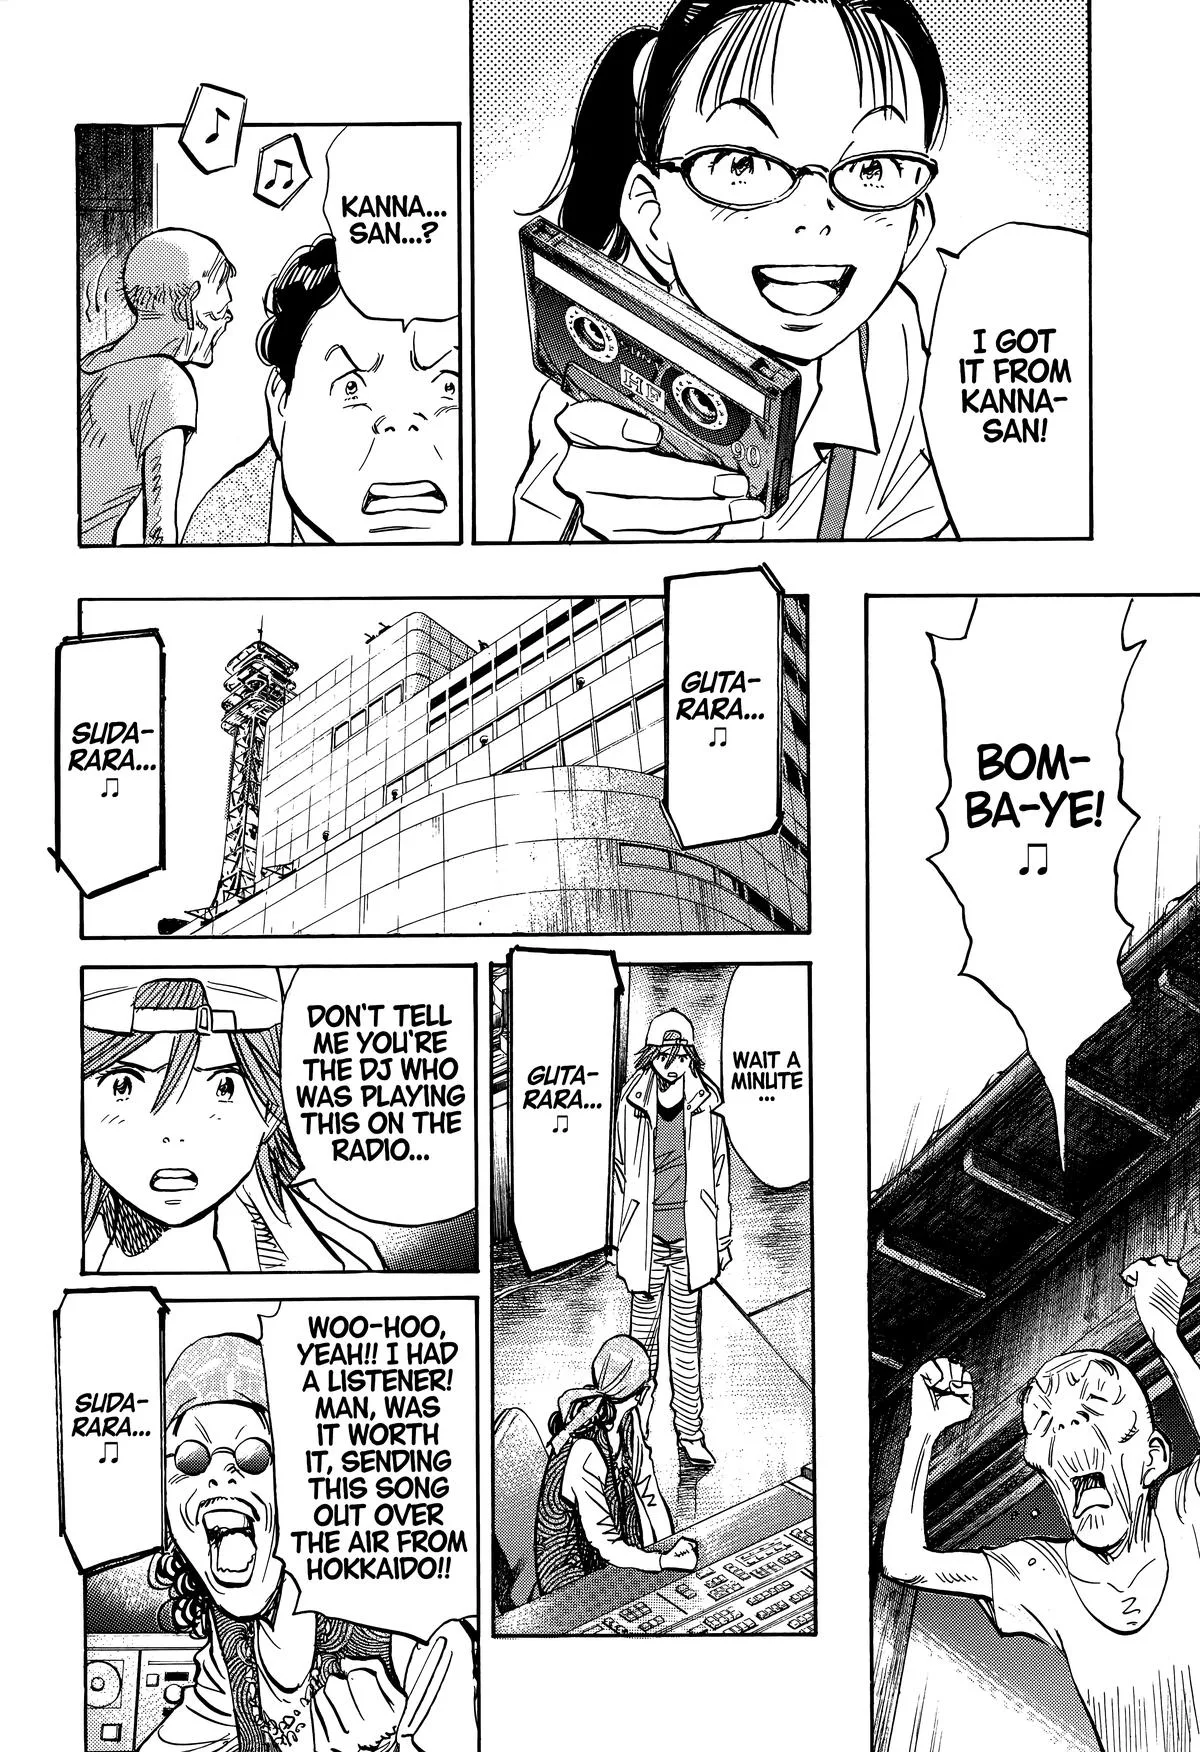 I GOT
IT FROM
KANNA-
SAN!
HF
90
KANNA...
SAN...?
BOM-
BA-YE!
♫
GUTA-
RARA...
♫
SUDA-
RARA...
♫
WAIT A
MINUTE
...
GUTA-
RARA...
♫
DON'T TELL
ME YOU'RE
THE DJ WHO
WAS PLAYING
THIS ON THE
RADIO...
WOO-HOO,
YEAH!! I HAD
A LISTENER!
MAN, WAS
IT WORTH
IT, SENDING
THIS SONG
OUT OVER
THE AIR FROM
HOKKAIDO!!
SUDA-
RARA...
♫